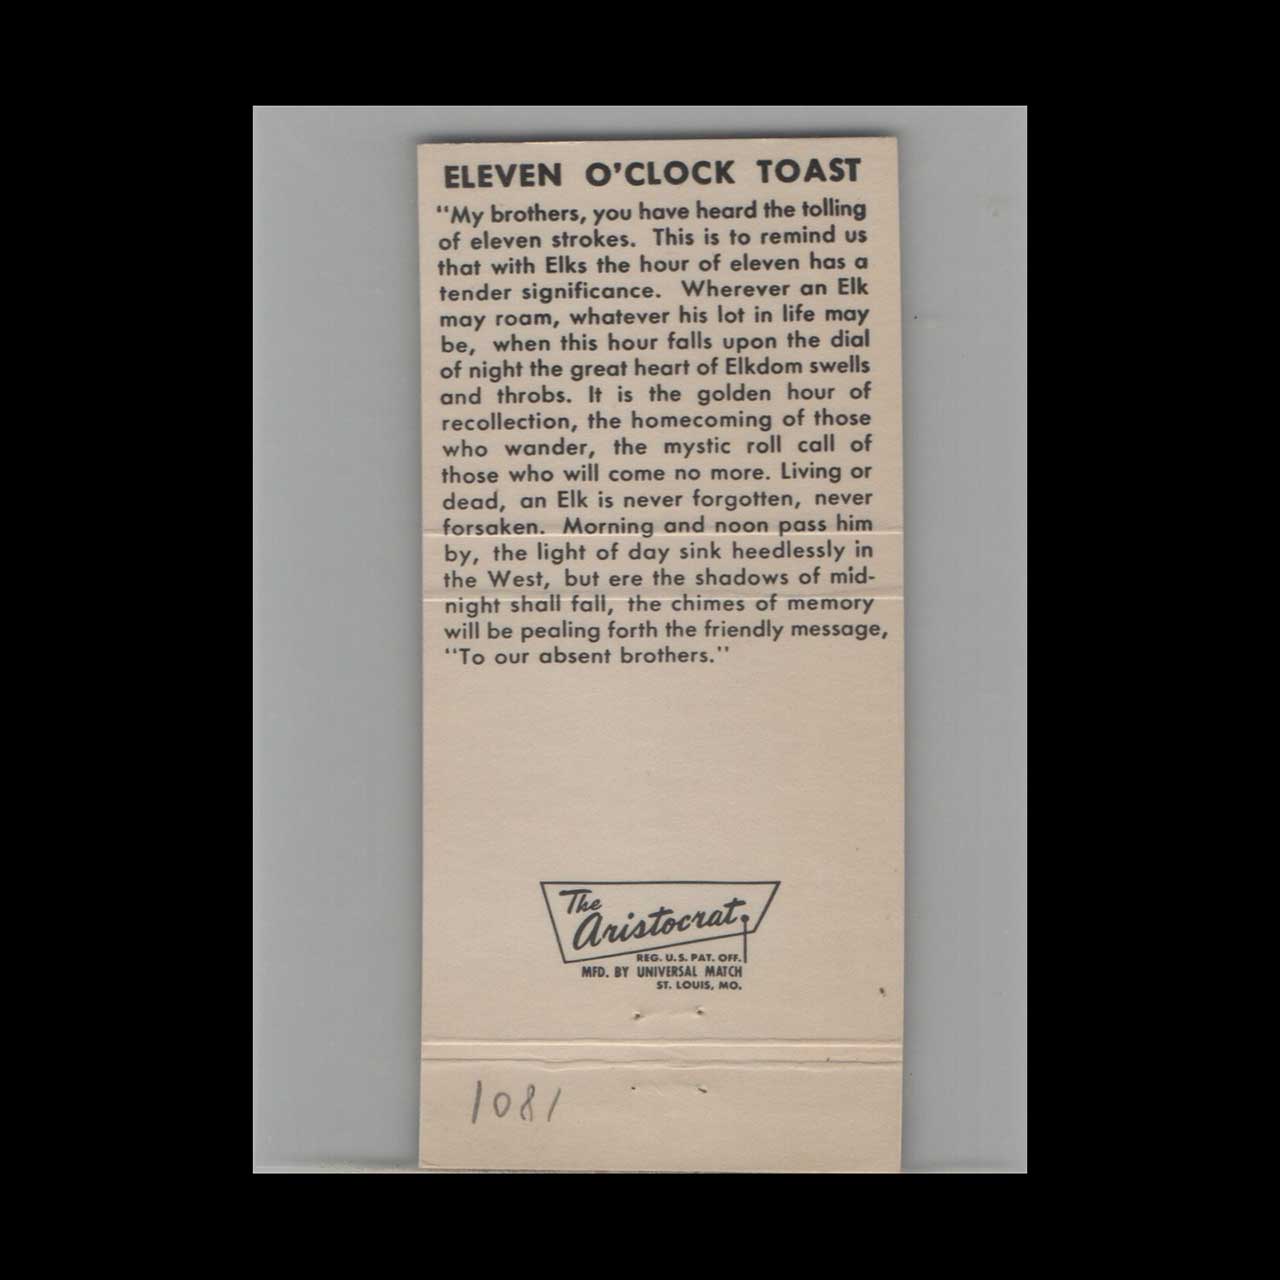 ELEVEN O'CLOCK TOAST
"My brothers, you have heard the tolling
of eleven strokes. This is to remind us
that with Elks the hour of eleven has a
tender significance. Wherever an Elk
may roam, whatever his lot in life may
be, when this hour falls upon the dial
of night the great heart of Elkdom swells
and throbs. It is the golden hour of
recollection, the homecoming of those
who wander, the mystic roll call of
those who will come no more. Living or
dead, an Elk is never forgotten, never
forsaken. Morning and noon pass him
by, the light of day sink heedlessly in
the West, but ere the shadows of mid-
night shall fall, the chimes of memory
will be pealing forth the friendly message,
"To our absent brothers."
The
Aristocrat
REG. U.S. PAT. OFF.
MFD. BY UNIVERSAL MATCH
ST. LOUIS, MO.
1081